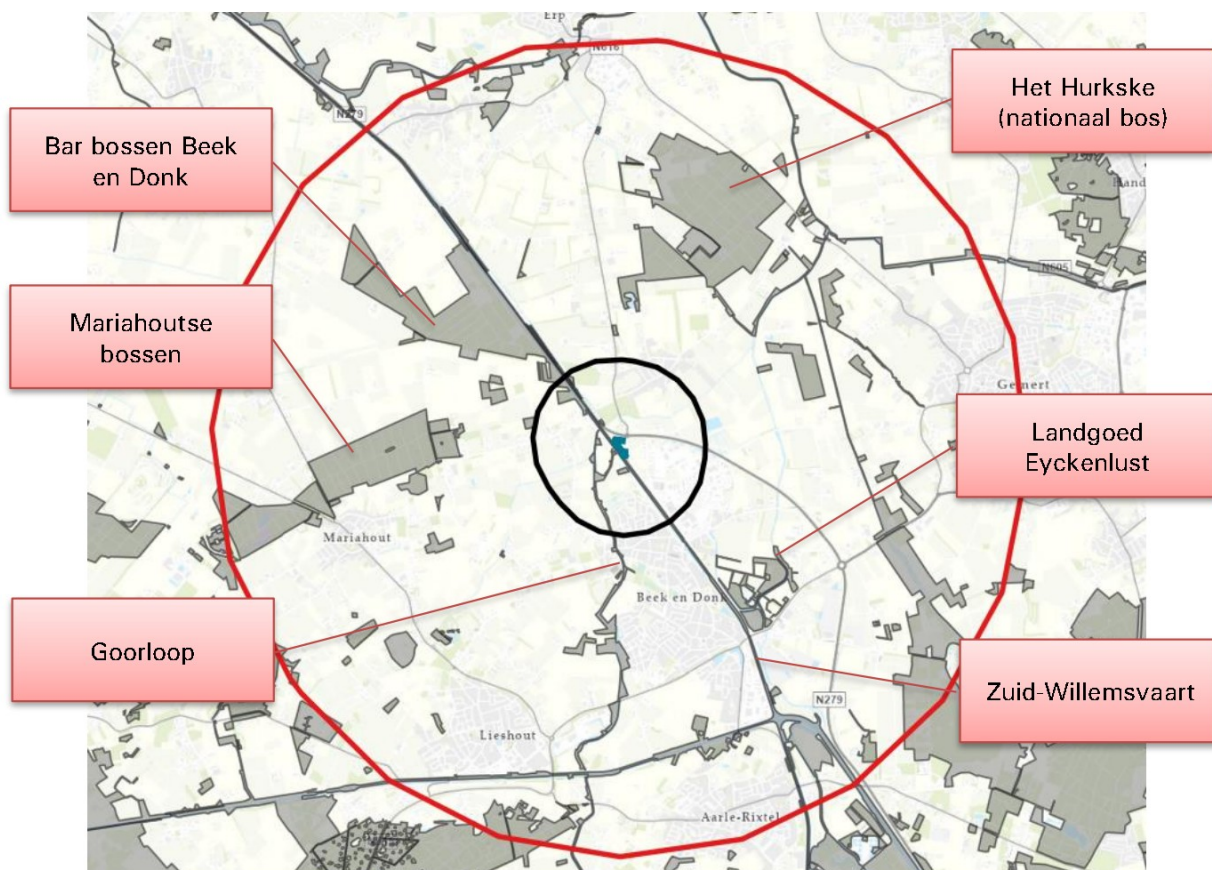 Erp
N616
N279
Het Hurkske
(nationaal bos)
Bar bossen Beek
en Donk
Hand
N605
Mariahoutse
bossen
Gemert
Landgoed
Eyckenlust
Mariahout
Beek en Donk
Goorloop
Zuid-Willemsvaart
N279
Lieshout
Aarle-Rixtel